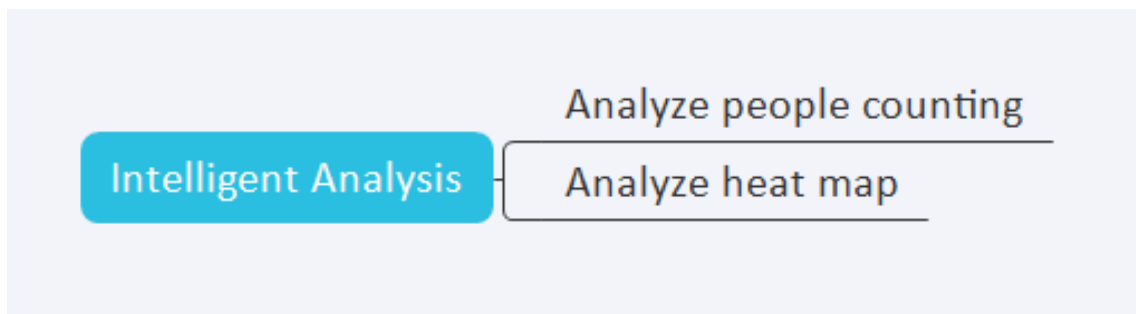 Analyze people counting
Intelligent Analysis
Analyze heat map